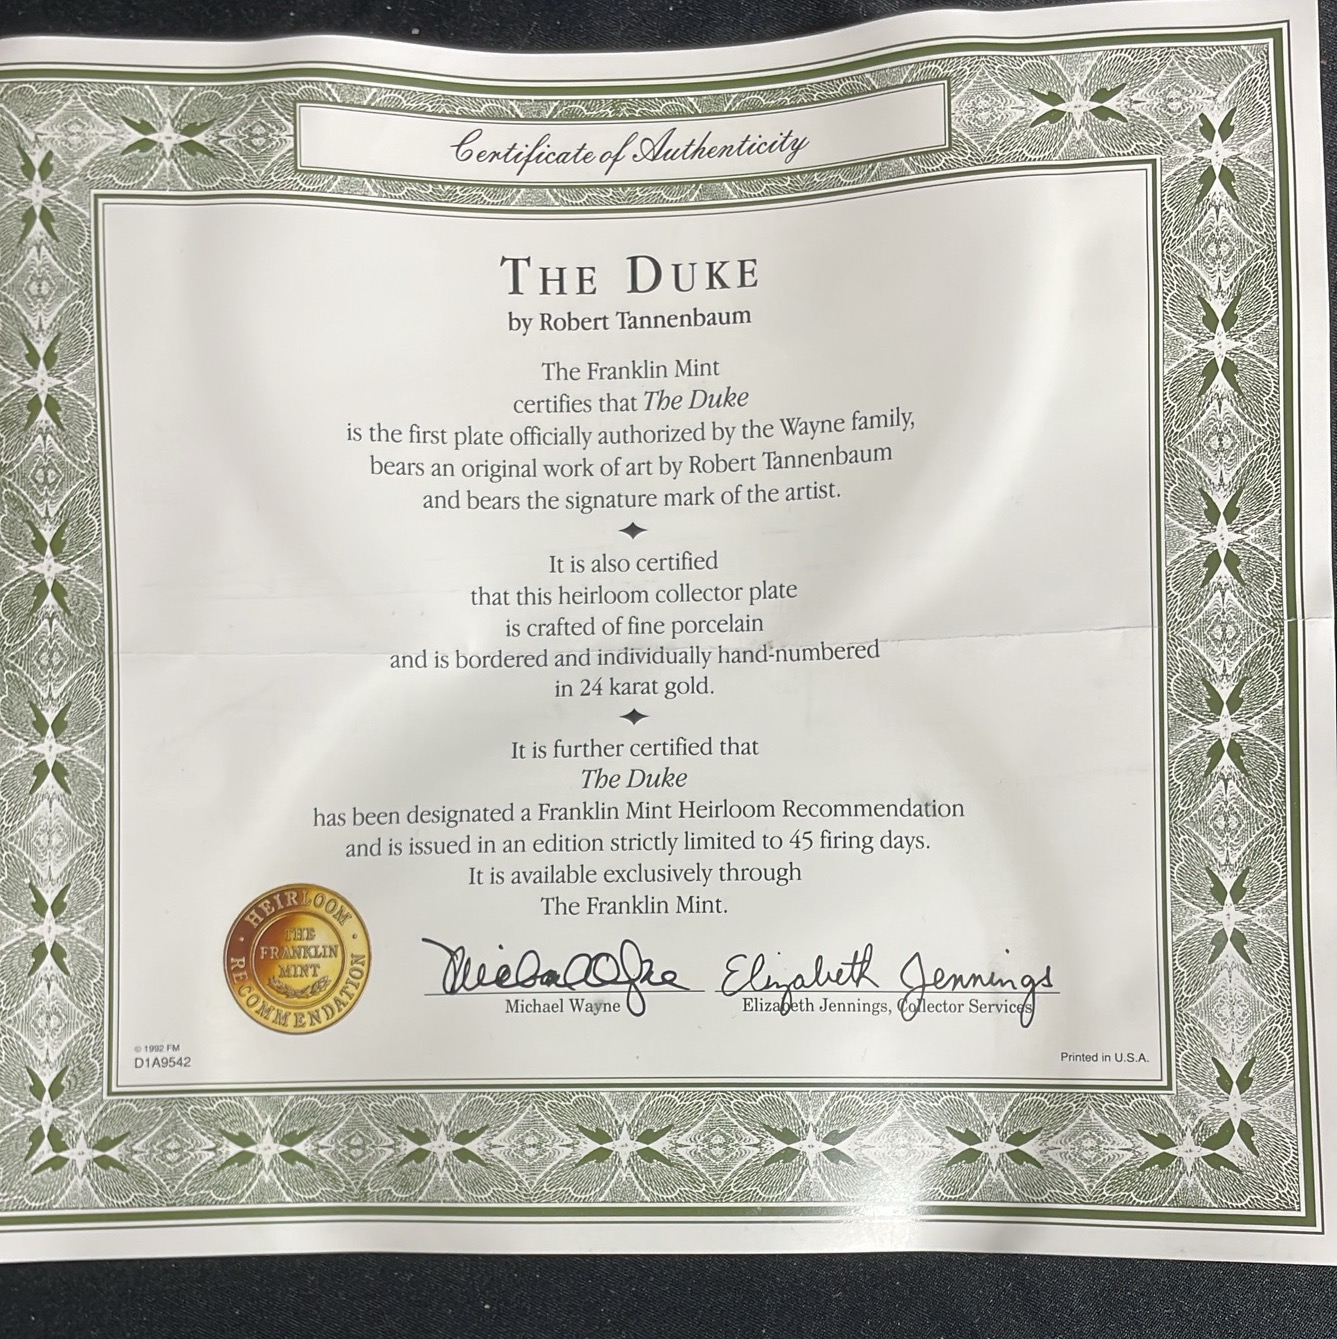 Certificate of Authenticity
THE DUKE
by Robert Tannenbaum
The Franklin Mint
certifies that The Duke
is the first plate officially authorized by the Wayne family,
bears an original work of art by Robert Tannenbaum
and bears the signature mark of the artist.
It is also certified
that this heirloom collector plate
is crafted of fine porcelain
and is bordered and individually hand-numbered
in 24 karat gold.
It is further certified that
The Duke
has been designated a Franklin Mint Heirloom Recommendation
and is issued in an edition strictly limited to 45 firing days.
It is available exclusively through
The Franklin Mint.
HEIRLOOM
RECOMMENDATION
THE
FRANKLIN
MINT
Elizabeth Jennings
Michael Wayne
Elizabeth Jennings, Collector Services
© 1992 FM
D1A9542
Printed in U.S.A.